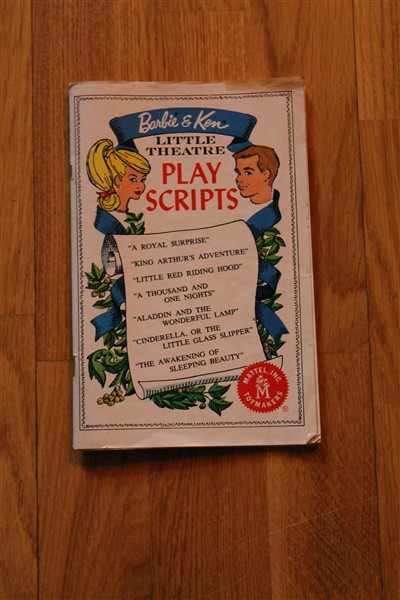 Barbie & Ken
LITTLE
THEATRE
PLAY
SCRIPTS
"A ROYAL SURPRISE"
"KING ARTHUR'S ADVENTURE"
"LITTLE RED RIDING HOOD"
"A THOUSAND AND
ONE NIGHTS"
"ALADDIN AND THE
WONDERFUL LAMP"
"CINDERELLA, OR THE
LITTLE GLASS SLIPPER"
"THE AWAKENING OF
SLEEPING BEAUTY"
MATTEL, INC.
M
TOYMAKERS
®